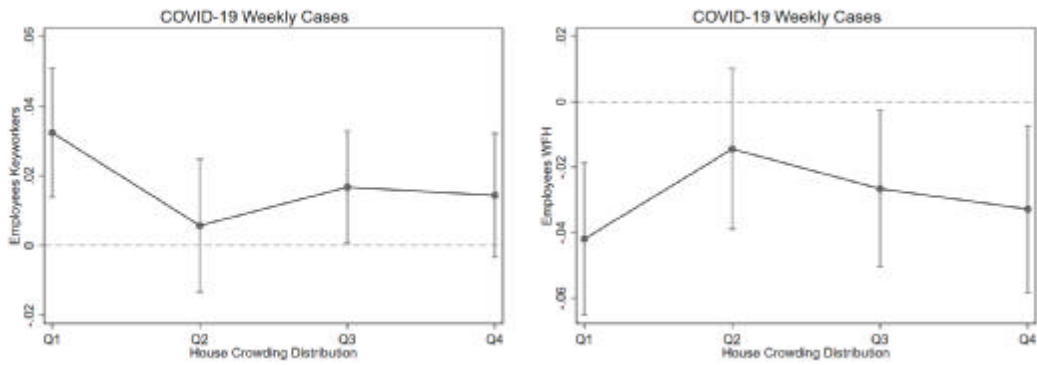 COVID-19 Weekly Cases
Employees Keyworkers
.06
.04
.02
0
-.02
Q1 Q2 Q3 Q4
House Crowding Distribution
COVID-19 Weekly Cases
Employees WFH
.02
0
-.02
-.04
-.06
Q1 Q2 Q3 Q4
House Crowding Distribution